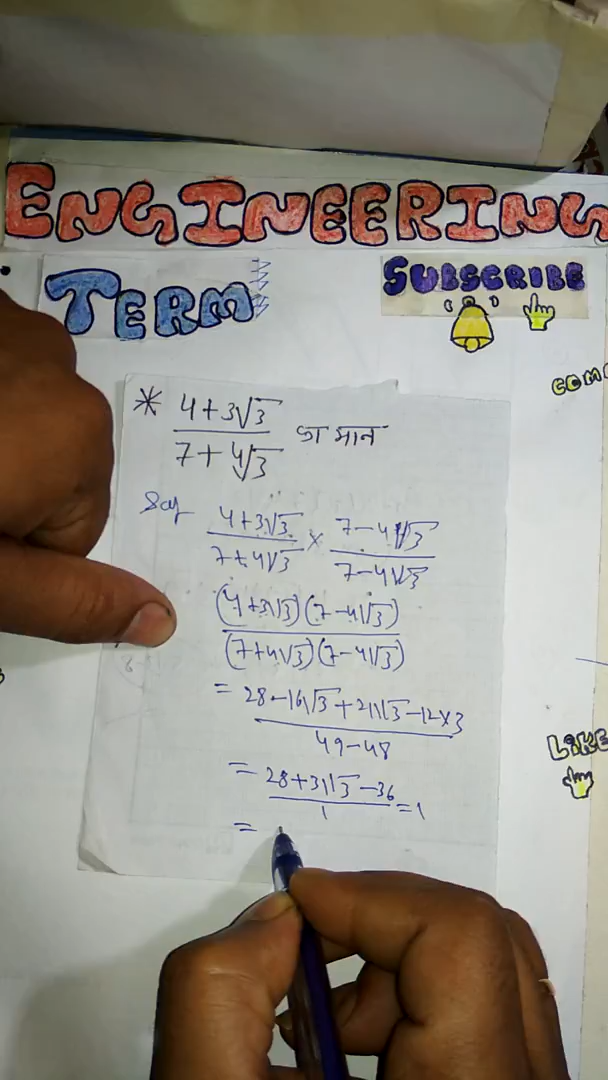 ENGINEERING
TERM
SUBSCRIBE
COM
* (4+3√3)/(7+4√3) का मान
Sol
(4+3√3)/(7+4√3) × (7-4√3)/(7-4√3)
(4+3√3)(7-4√3)/(7+4√3)(7-4√3)
= (28-16√3+21√3-12×3)/(49-48)
LIKE
= (28+31√3-36)/1 = 1
=